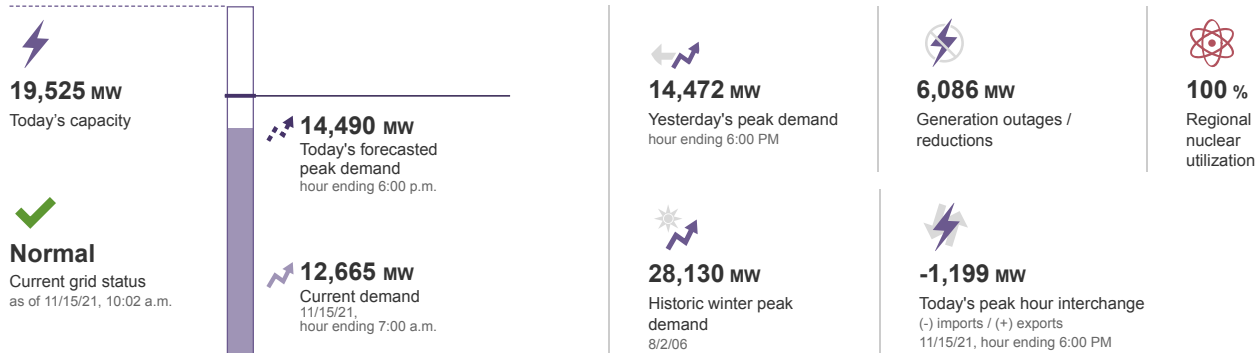 19,525 MW
Today's capacity
Normal
Current grid status
as of 11/15/21, 10:02 a.m.
14,490 MW
Today's forecasted
peak demand
hour ending 6:00 p.m.
12,665 MW
Current demand
11/15/21,
hour ending 7:00 a.m.
14,472 MW
Yesterday's peak demand
hour ending 6:00 PM
6,086 MW
Generation outages /
reductions
100 %
Regional
nuclear
utilization
28,130 MW
Historic winter peak
demand
8/2/06
-1,199 MW
Today's peak hour interchange
(-) imports / (+) exports
11/15/21, hour ending 6:00 PM